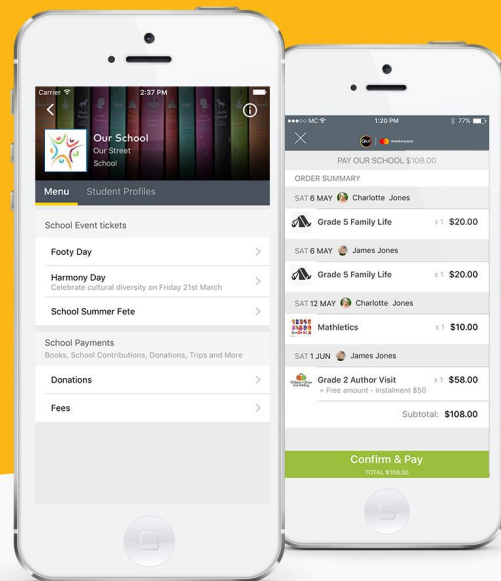 Carrier 2:37 PM
Our School
Our Street
School
Menu Student Profiles
School Event tickets
Footy Day
Harmony Day
Celebrate cultural diversity on Friday 21st March
School Summer Fete
School Payments
Books, School Contributions, Donations, Trips and More
Donations
Fees
MC 1:20 PM 77%
Qkr! masterpass
PAY OUR SCHOOL $108.00
ORDER SUMMARY
SAT 6 MAY Charlotte Jones
Grade 5 Family Life x 1 $20.00
SAT 6 MAY James Jones
Grade 5 Family Life x 1 $20.00
SAT 12 MAY Charlotte Jones
Mathletics x 1 $10.00
SAT 1 JUN James Jones
Grade 2 Author Visit x 1 $58.00
+ Free amount - Instalment $50
Subtotal: $108.00
Confirm & Pay
TOTAL $108.00